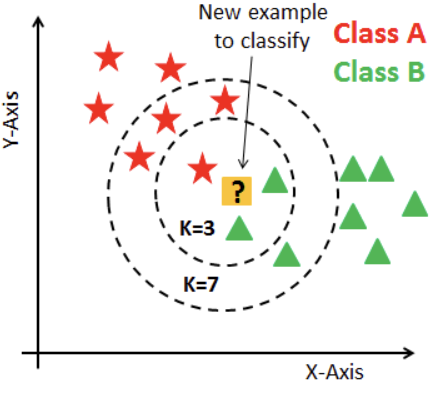 New example
to classify
Class A
Class B
Y-Axis
?
K=3
K=7
X-Axis